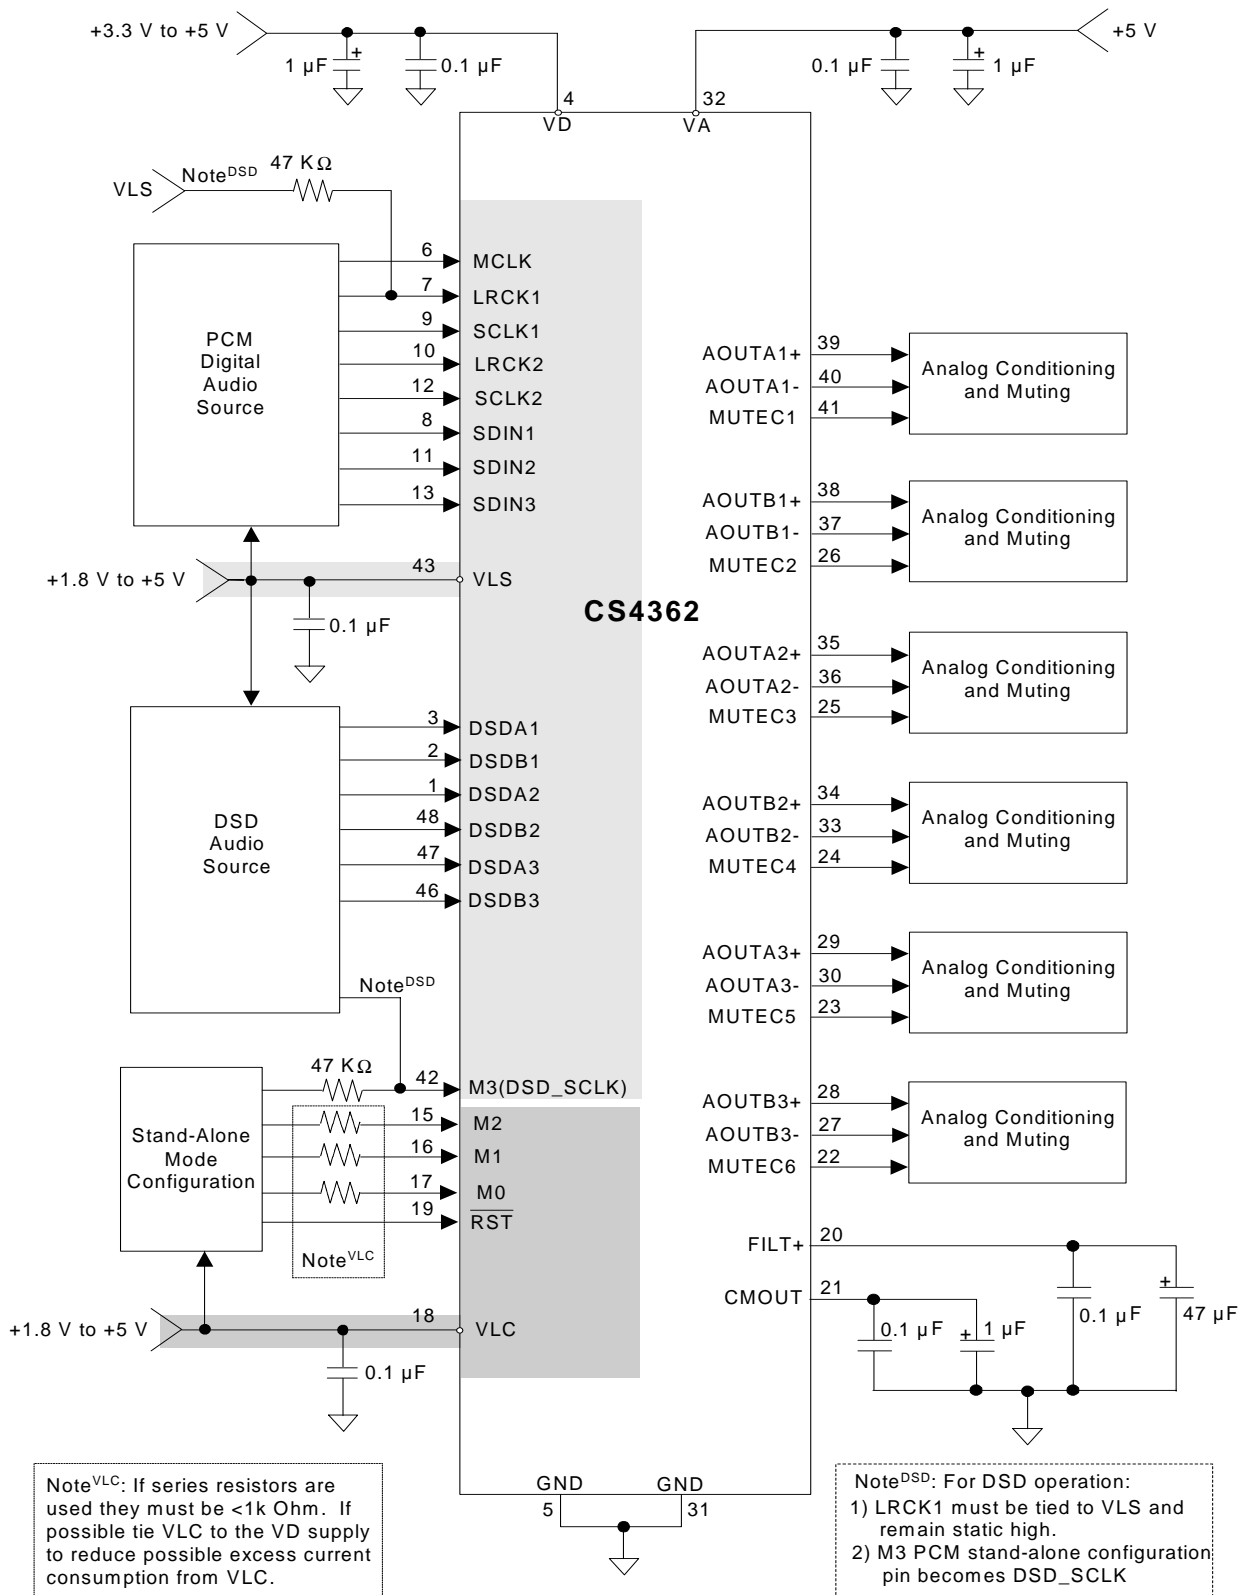 +3.3 V to +5 V
1 µF
+
0.1 µF
0.1 µF
+
1 µF
+5 V
4
32
VD
VA
VLS
Note^DSD
47 KΩ
PCM
Digital
Audio
Source
6
MCLK
7
LRCK1
9
SCLK1
10
LRCK2
12
SCLK2
8
SDIN1
11
SDIN2
13
SDIN3
+1.8 V to +5 V
43
VLS
0.1 µF
CS4362
DSD
Audio
Source
3
DSDA1
2
DSDB1
1
DSDA2
48
DSDB2
47
DSDA3
46
DSDB3
Note^DSD
Stand-Alone
Mode
Configuration
47 KΩ
42
M3(DSD_SCLK)
15
M2
16
M1
17
M0
19
RST
Note^VLC
+1.8 V to +5 V
18
VLC
0.1 µF
AOUTA1+
39
AOUTA1-
40
MUTEC1
41
Analog Conditioning
and Muting
AOUTB1+
38
AOUTB1-
37
MUTEC2
26
Analog Conditioning
and Muting
AOUTA2+
35
AOUTA2-
36
MUTEC3
25
Analog Conditioning
and Muting
AOUTB2+
34
AOUTB2-
33
MUTEC4
24
Analog Conditioning
and Muting
AOUTA3+
29
AOUTA3-
30
MUTEC5
23
Analog Conditioning
and Muting
AOUTB3+
28
AOUTB3-
27
MUTEC6
22
Analog Conditioning
and Muting
FILT+
20
CMOUT
21
0.1 µF
+
1 µF
0.1 µF
+
47 µF
GND
GND
5
31
Note^VLC: If series resistors are
used they must be <1k Ohm. If
possible tie VLC to the VD supply
to reduce possible excess current
consumption from VLC.
Note^DSD: For DSD operation:
1) LRCK1 must be tied to VLS and
remain static high.
2) M3 PCM stand-alone configuration
pin becomes DSD_SCLK